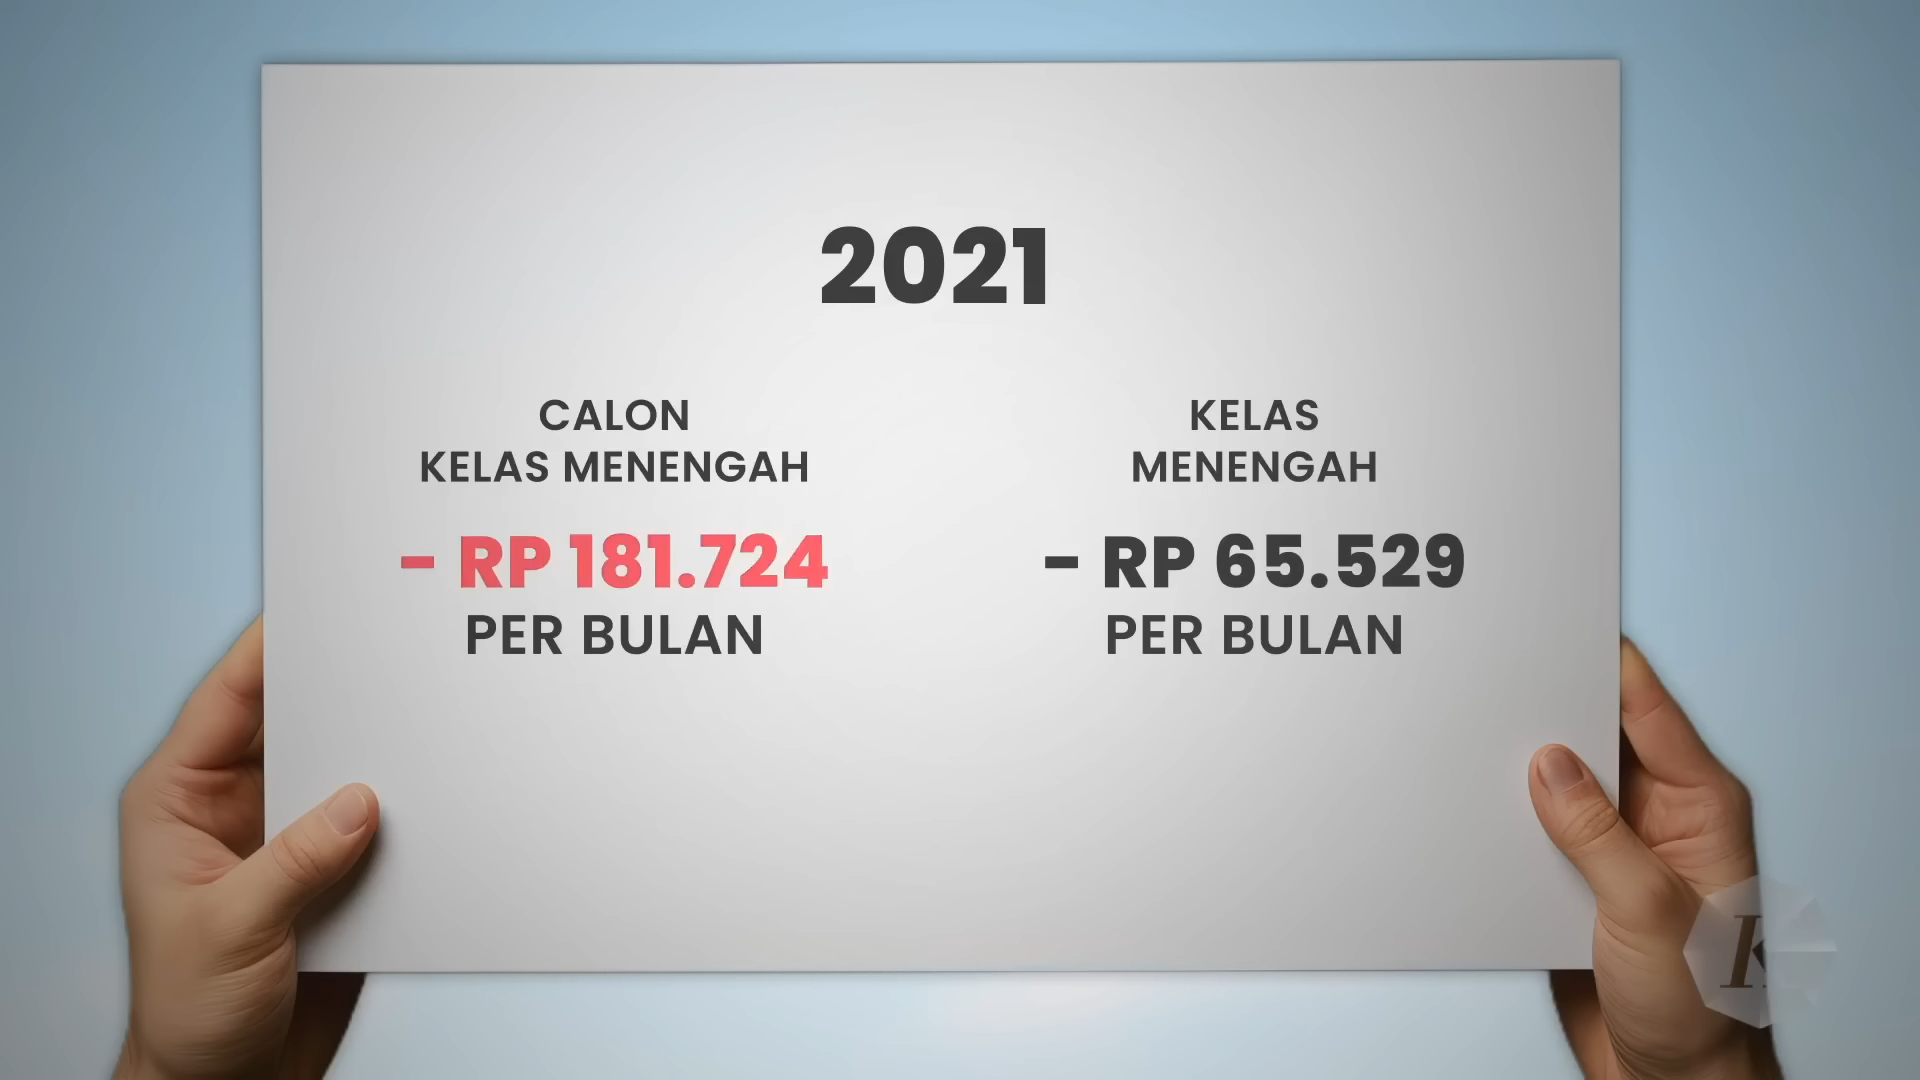 2021
CALON
KELAS MENENGAH
- RP 181.724
PER BULAN
KELAS
MENENGAH
- RP 65.529
PER BULAN
K